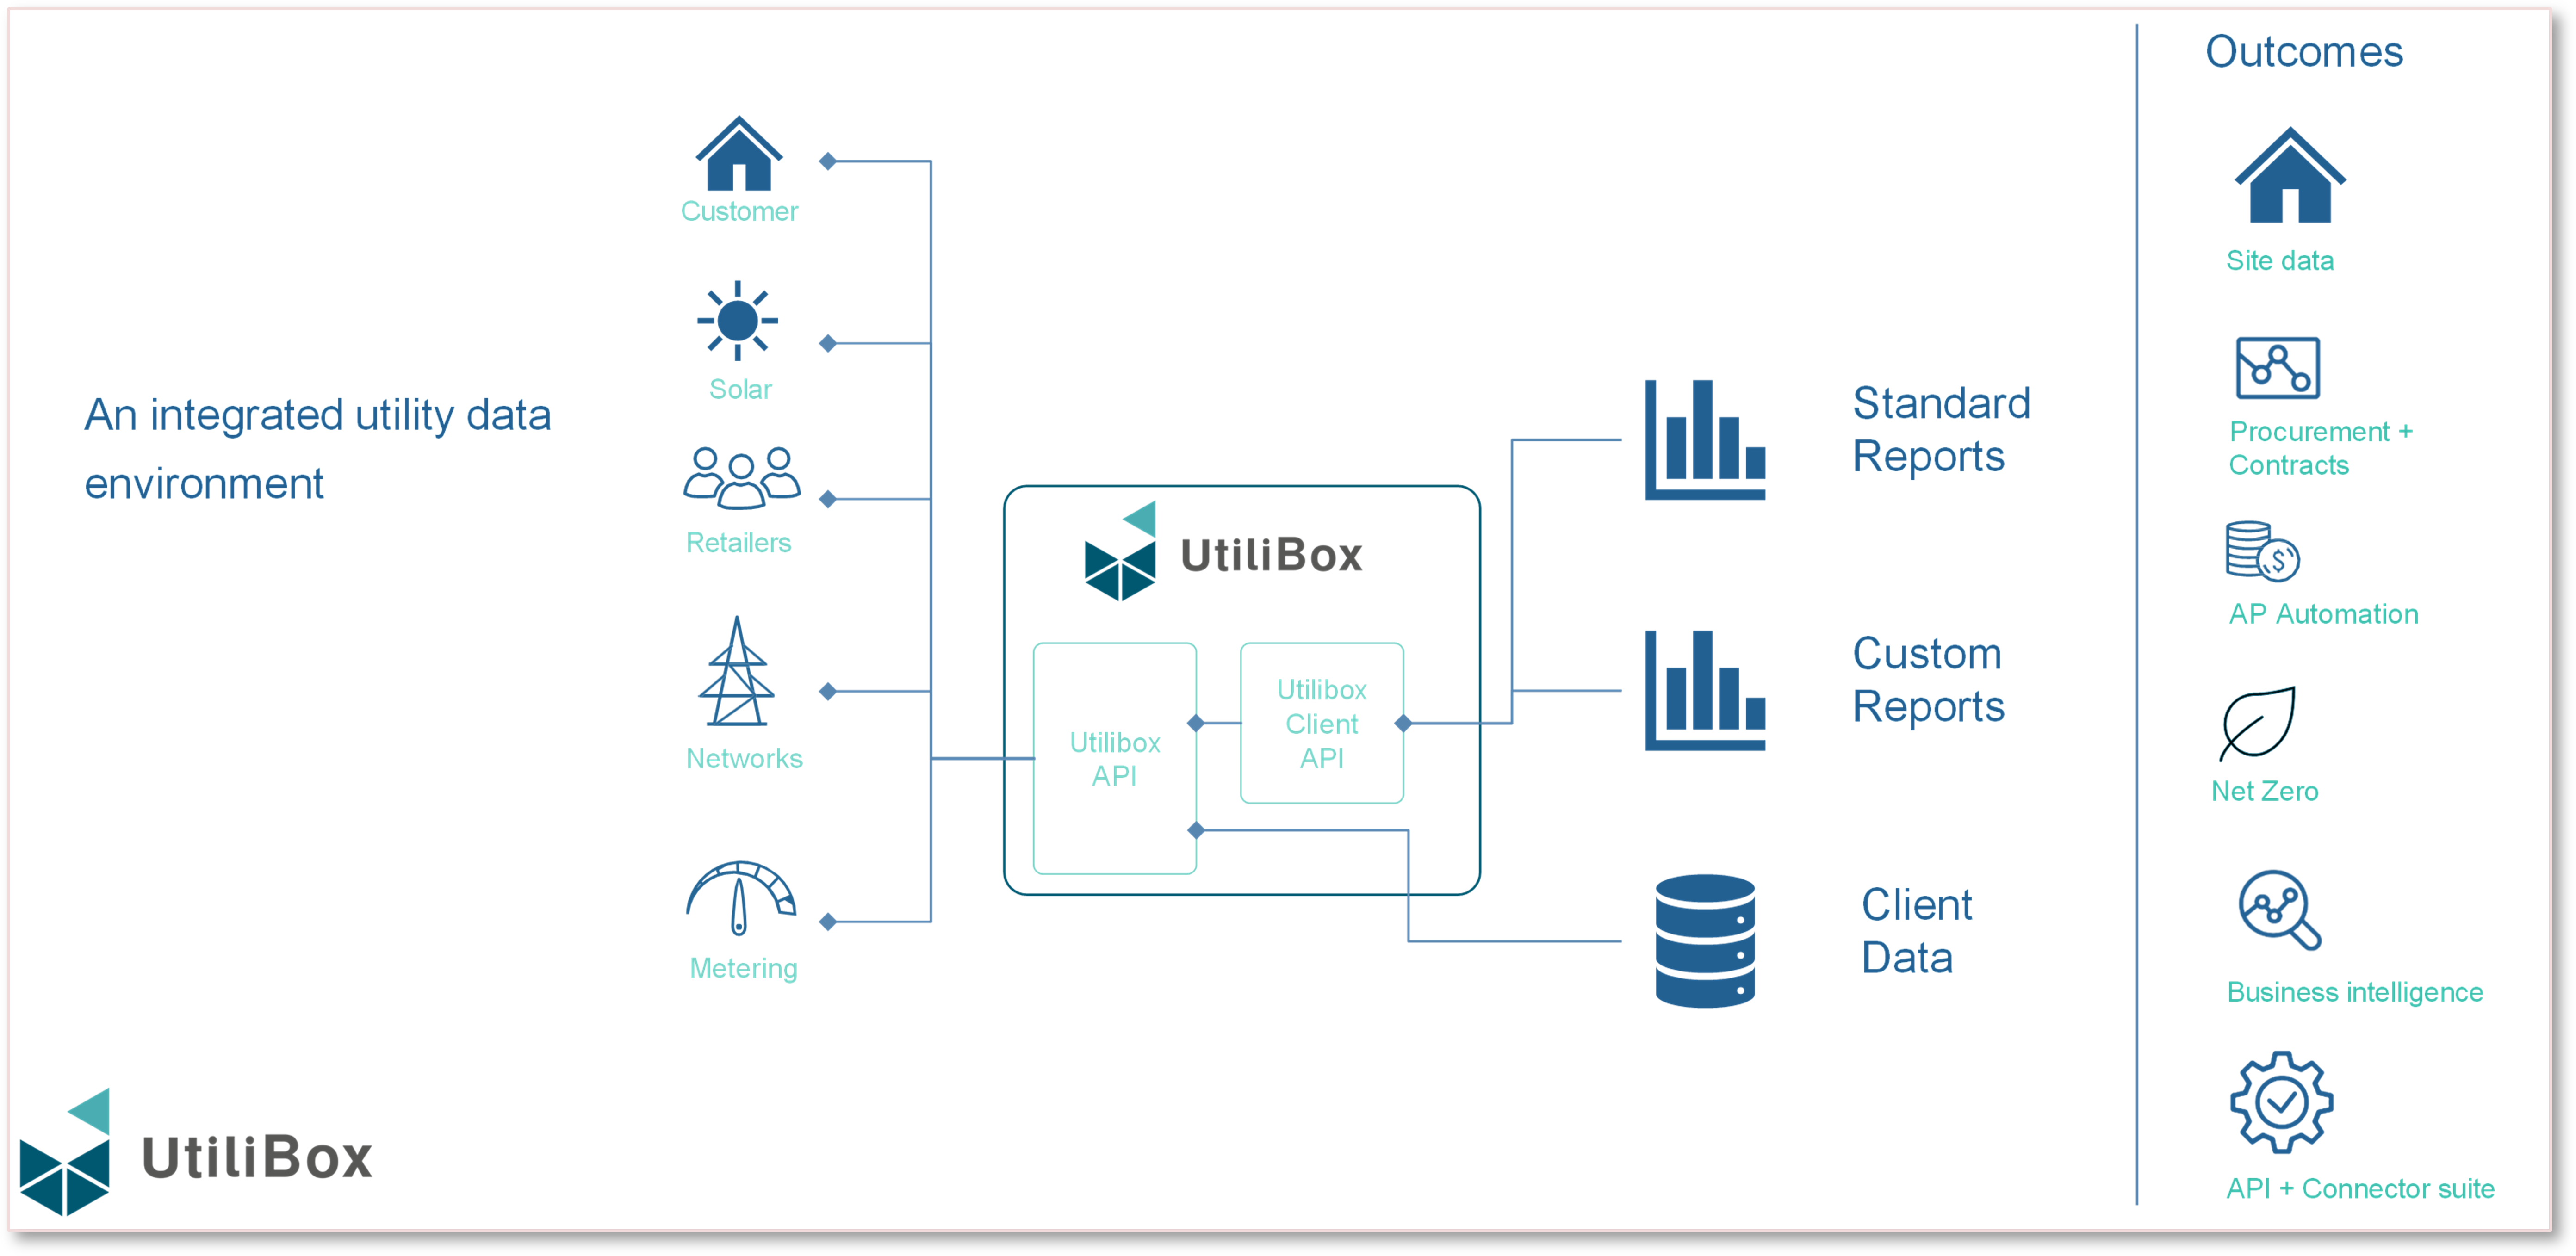 An integrated utility data
environment
Customer
Solar
Retailers
Networks
Metering
UtiliBox
Utilibox
API
Utilibox
Client
API
Standard
Reports
Custom
Reports
Client
Data
Outcomes
Site data
Procurement +
Contracts
$
AP Automation
Net Zero
Business intelligence
API + Connector suite
UtiliBox